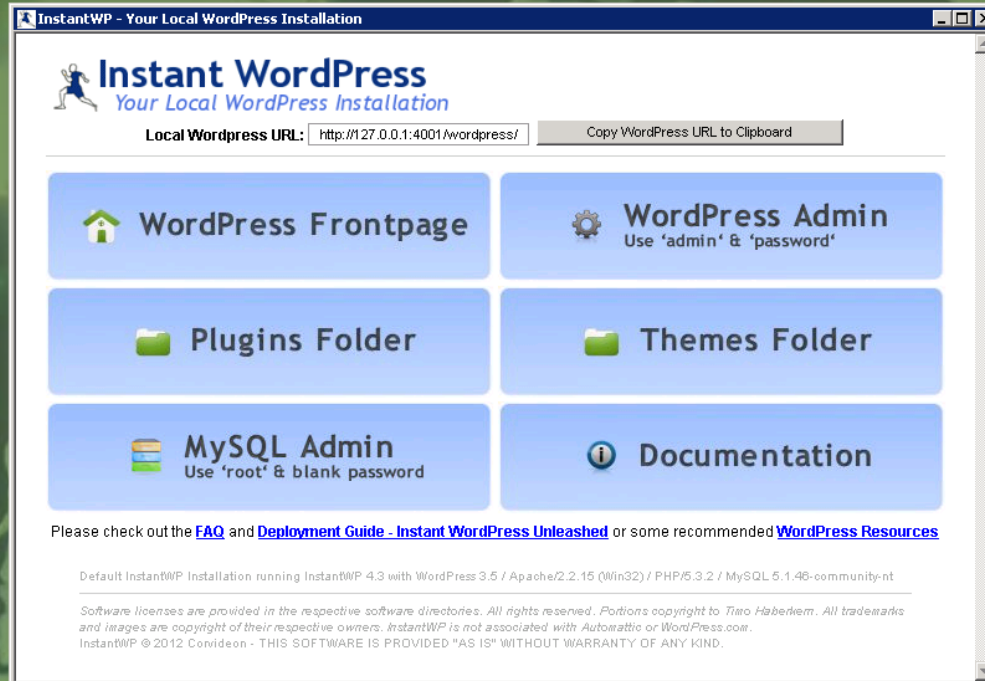 InstantWP - Your Local WordPress Installation
Instant WordPress
Your Local WordPress Installation
Local Wordpress URL: http://127.0.0.1:4001/wordpress/ Copy WordPress URL to Clipboard
WordPress Frontpage
WordPress Admin
Use 'admin' & 'password'
Plugins Folder
Themes Folder
MySQL Admin
Use 'root' & blank password
Documentation
Please check out the FAQ and Deployment Guide - Instant WordPress Unleashed or some recommended WordPress Resources
Default InstantWP Installation running InstantWP 4.3 with WordPress 3.5 / Apache/2.2.15 (Win32) / PHP/5.3.2 / MySQL 5.1.46-community-nt
Software licenses are provided in the respective software directories. All rights reserved. Portions copyright to Timo Haberkern. All trademarks
and images are copyright of their respective owners. InstantWP is not associated with Automattic or WordPress.com.
InstantWP © 2012 Corvideon - THIS SOFTWARE IS PROVIDED "AS IS" WITHOUT WARRANTY OF ANY KIND.